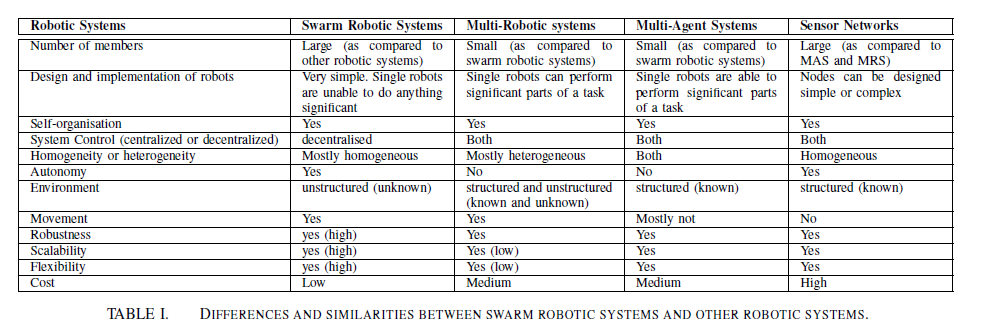 Robotic Systems Swarm Robotic Systems Multi-Robotic systems Multi-Agent Systems Sensor Networks
Number of members Large (as compared to Small (as compared to Small (as compared to Large (as compared to
other robotic systems) swarm robotic systems) swarm robotic systems) MAS and MRS)
Design and implementation of robots Very simple. Single robots Single robots can perform Single robots are able to Nodes can be designed
are unable to do anything significant parts of a task perform significant parts simple or complex
significant of a task
Self-organisation Yes Yes Yes Yes
System Control (centralized or decentralized) decentralised Both Both Both
Homogeneity or heterogeneity Mostly homogeneous Mostly heterogeneous Both Homogeneous
Autonomy Yes No No Yes
Environment unstructured (unknown) structured and unstructured structured (known) structured (known)
(known and unknown)
Movement Yes Yes Mostly not No
Robustness yes (high) Yes Yes Yes
Scalability yes (high) Yes (low) Yes Yes
Flexibility yes (high) Yes (low) Yes Yes
Cost Low Medium Medium High
TABLE I. DIFFERENCES AND SIMILARITIES BETWEEN SWARM ROBOTIC SYSTEMS AND OTHER ROBOTIC SYSTEMS.